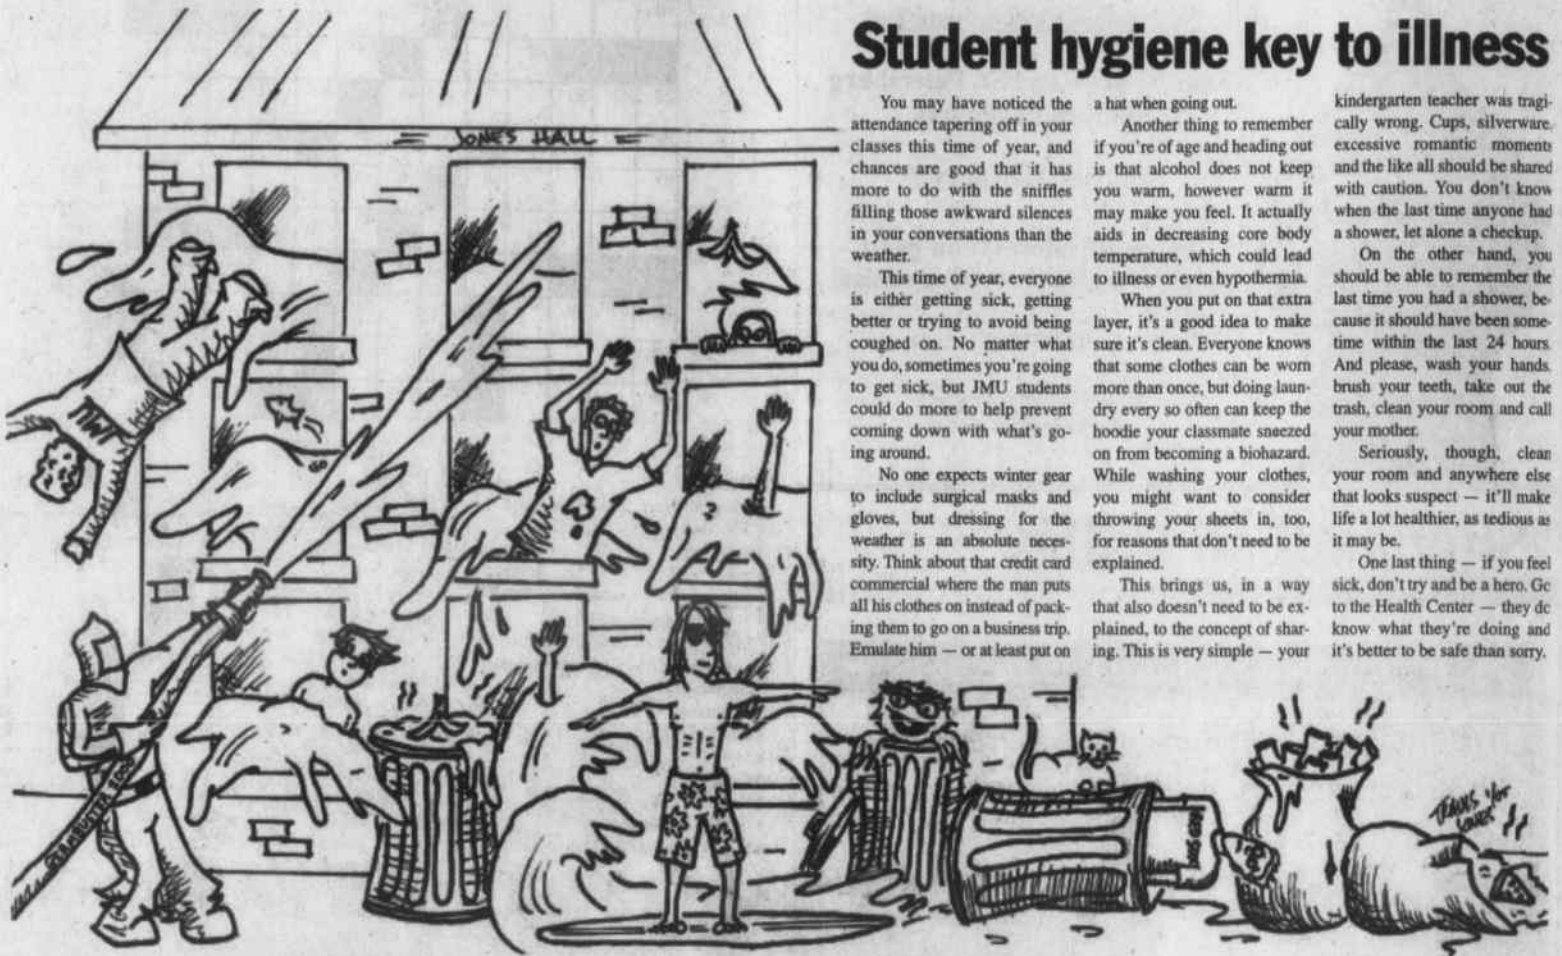 Student hygiene key to illness
You may have noticed the
attendance tapering off in your
classes this time of year, and
chances are good that it has
more to do with the sniffles
filling those awkward silences
in your conversations than the
weather.
This time of year, everyone
is either getting sick, getting
better or trying to avoid being
coughed on. No matter what
you do, sometimes you're going
to get sick, but JMU students
could do more to help prevent
coming down with what's go-
ing around.
No one expects winter gear
to include surgical masks and
gloves, but dressing for the
weather is an absolute neces-
sity. Think about that credit card
commercial where the man puts
all his clothes on instead of pack-
ing them to go on a business trip.
Emulate him — or at least put on
a hat when going out.
Another thing to remember
if you're of age and heading out
is that alcohol does not keep
you warm, however warm it
may make you feel. It actually
aids in decreasing core body
temperature, which could lead
to illness or even hypothermia.
When you put on that extra
layer, it's a good idea to make
sure it's clean. Everyone knows
that some clothes can be worn
more than once, but doing laun-
dry every so often can keep the
hoodie your classmate sneezed
on from becoming a biohazard.
While washing your clothes,
you might want to consider
throwing your sheets in, too,
for reasons that don't need to be
explained.
This brings us, in a way
that also doesn't need to be ex-
plained, to the concept of shar-
ing. This is very simple — your
kindergarten teacher was tragi-
cally wrong. Cups, silverware,
excessive romantic moments
and the like all should be shared
with caution. You don't know
when the last time anyone had
a shower, let alone a checkup.
On the other hand, you
should be able to remember the
last time you had a shower, be-
cause it should have been some-
time within the last 24 hours.
And please, wash your hands,
brush your teeth, take out the
trash, clean your room and call
your mother.
Seriously, though, clean
your room and anywhere else
that looks suspect — it'll make
life a lot healthier, as tedious as
it may be.
One last thing — if you feel
sick, don't try and be a hero. Go
to the Health Center — they do
know what they're doing and
it's better to be safe than sorry.
= JONES HALL =